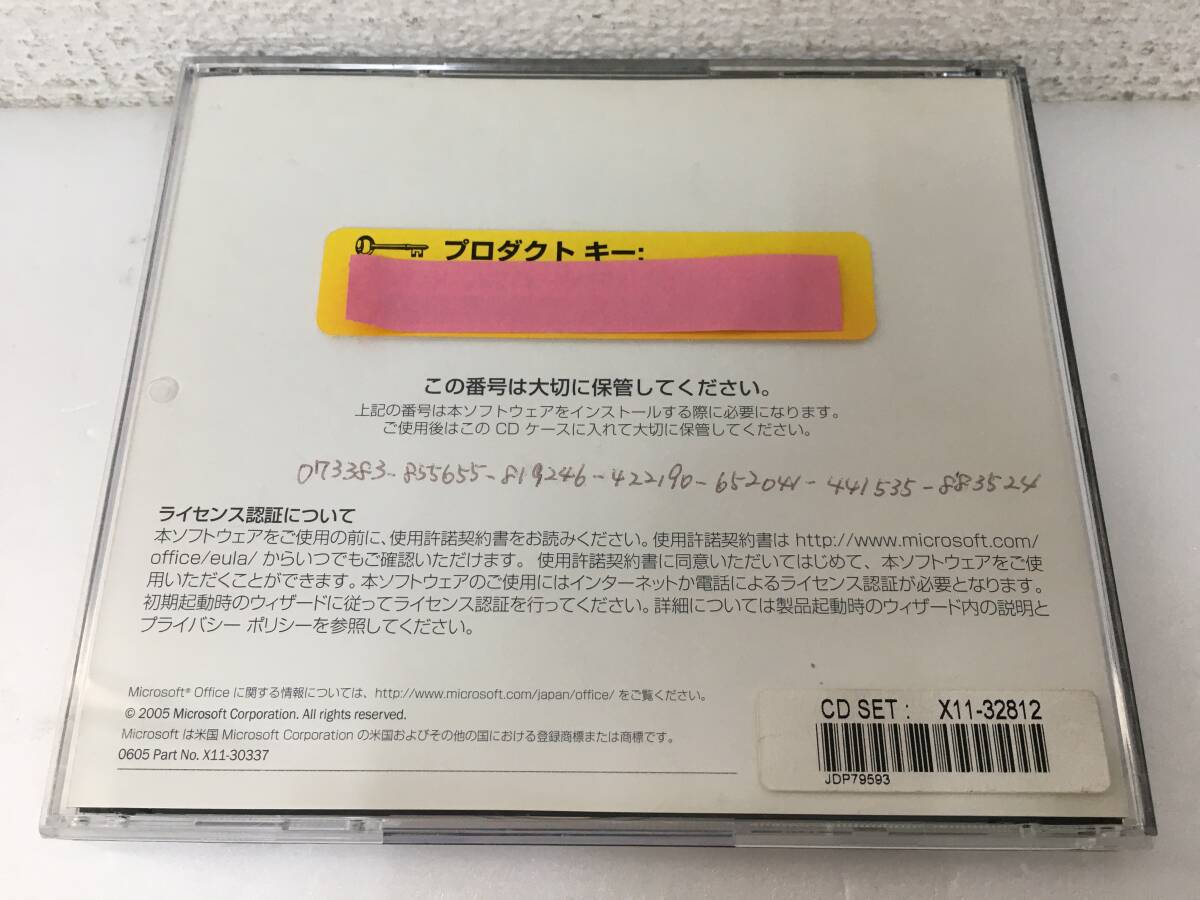 プロダクト キー:
この番号は大切に保管してください。
上記の番号は本ソフトウェアをインストールする際に必要になります。
ご使用後はこの CD ケースに入れて大切に保管してください。
073383-855655-819246-422190-652041-441535-883524
ライセンス認証について
本ソフトウェアをご使用の前に、使用許諾契約書をお読みください。使用許諾契約書は http://www.microsoft.com/
office/eula/ からいつでもご確認いただけます。 使用許諾契約書に同意いただいてはじめて、本ソフトウェアをご使
用いただくことができます。本ソフトウェアのご使用にはインターネットか電話によるライセンス認証が必要となります。
初期起動時のウィザードに従ってライセンス認証を行ってください。詳細については製品起動時のウィザード内の説明と
プライバシー ポリシーを参照してください。
Microsoft® Office に関する情報については、http://www.microsoft.com/japan/office/ をご覧ください。
© 2005 Microsoft Corporation. All rights reserved.
Microsoft は米国 Microsoft Corporation の米国およびその他の国における登録商標または商標です。
0605 Part No. X11-30337
CD SET : X11-32812
JDP79593